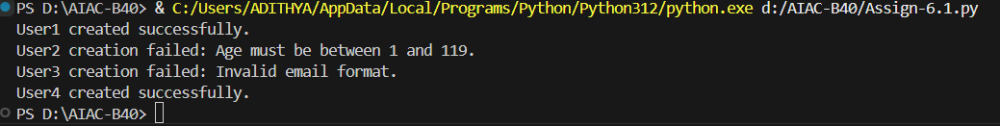 PS D:\AIAC-B40> & C:/Users/ADITHYA/AppData/Local/Programs/Python/Python312/python.exe d:/AIAC-B40/Assign-6.1.py
User1 created successfully.
User2 creation failed: Age must be between 1 and 119.
User3 creation failed: Invalid email format.
User4 created successfully.
PS D:\AIAC-B40>